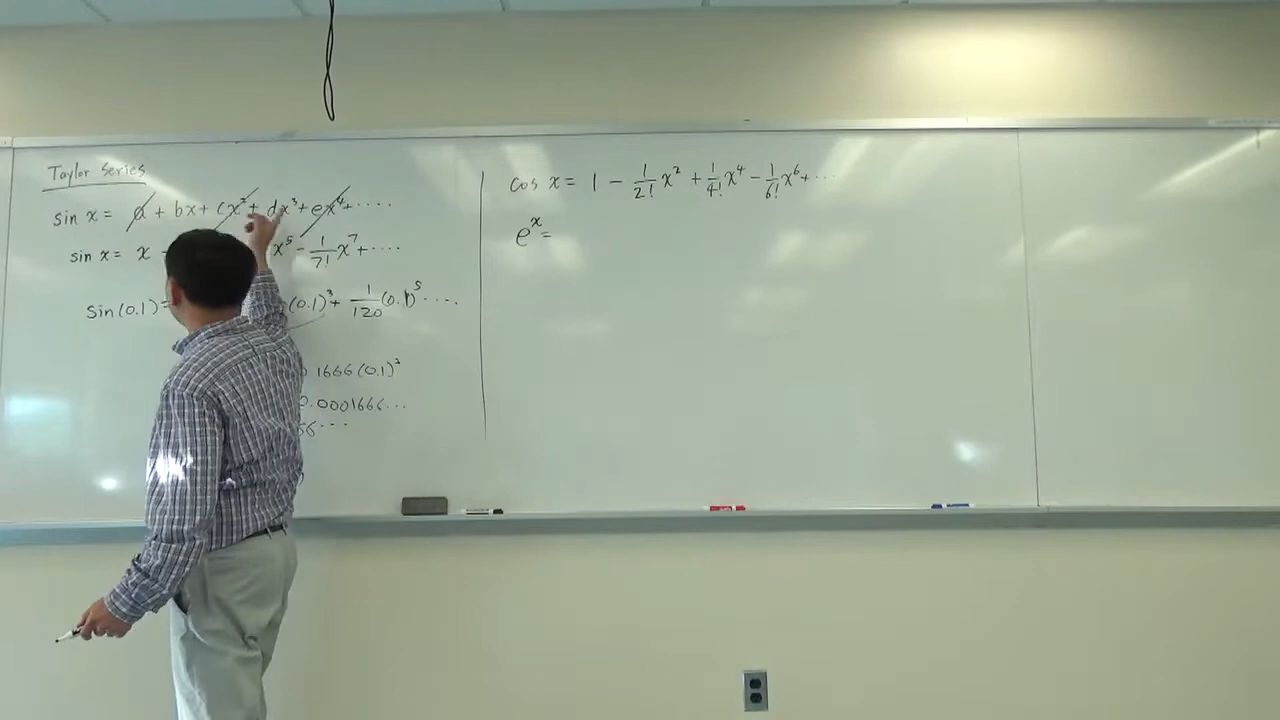 Taylor Series
sin x = a + bx + cx² + dx³ + ex⁴ + ····
sin x = x - x⁵ - 1/7! x⁷ + ····
sin(0.1) = (0.1)³ + 1/120 (0.1)⁵ ····
1666(0.1)³
0.0001666...
cos x = 1 - 1/2! x² + 1/4! x⁴ - 1/6! x⁶ + ···
eˣ =